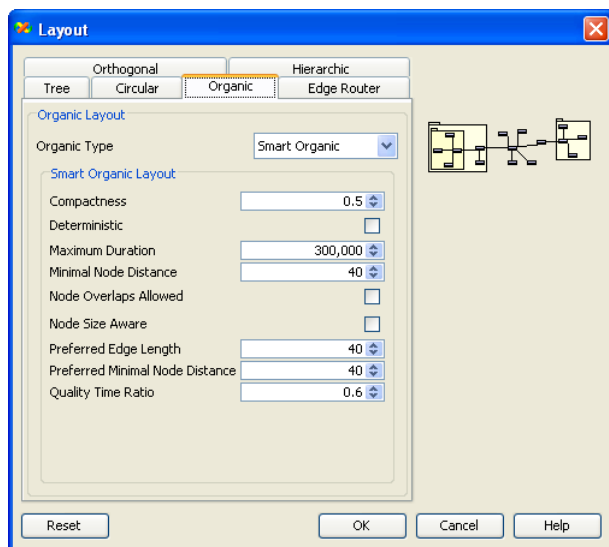 Layout
Orthogonal Hierarchic
Tree Circular Organic Edge Router
Organic Layout
Organic Type Smart Organic
Smart Organic Layout
Compactness 0.5
Deterministic
Maximum Duration 300,000
Minimal Node Distance 40
Node Overlaps Allowed
Node Size Aware
Preferred Edge Length 40
Preferred Minimal Node Distance 40
Quality Time Ratio 0.6
Reset OK Cancel Help